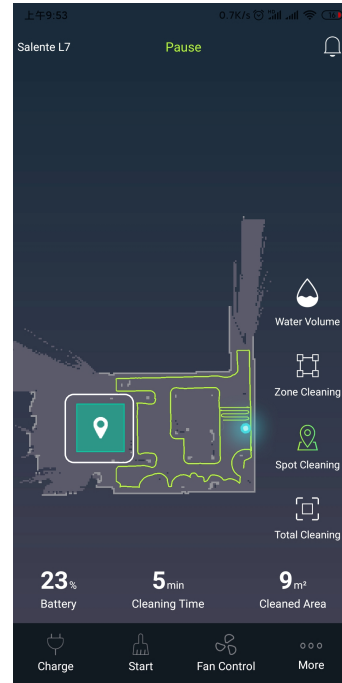 上午9:53
0.7K/s
Salente L7
Pause
Water Volume
Zone Cleaning
Spot Cleaning
Total Cleaning
23%
5min
9m²
Battery
Cleaning Time
Cleaned Area
Charge
Start
Fan Control
More